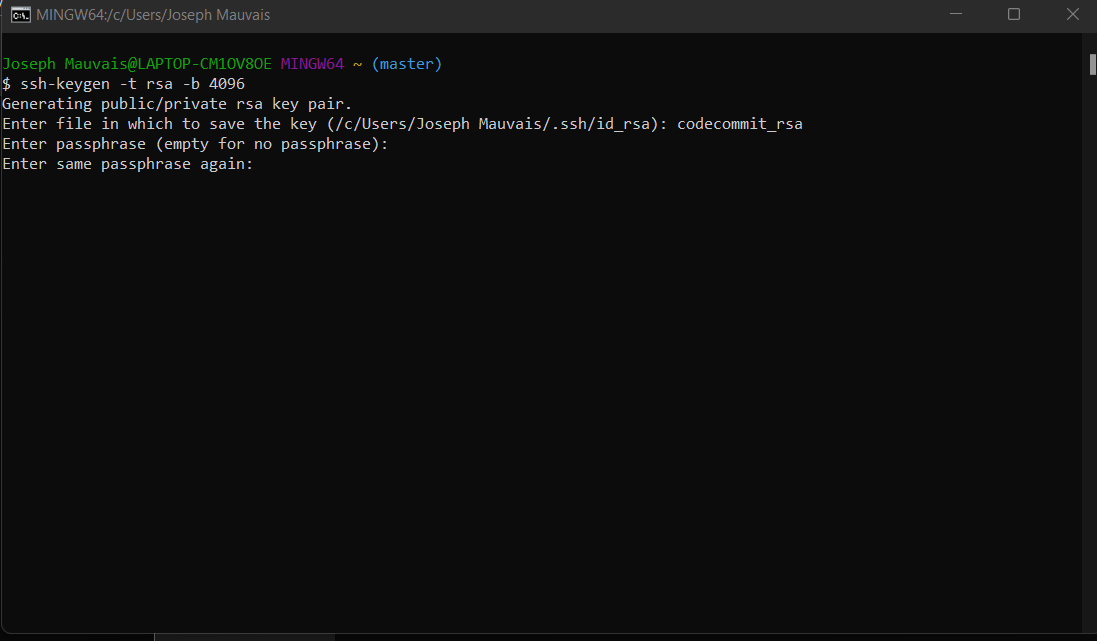 MINGW64:/c/Users/Joseph Mauvais
Joseph Mauvais@LAPTOP-CM1OV8OE MINGW64 ~ (master)
$ ssh-keygen -t rsa -b 4096
Generating public/private rsa key pair.
Enter file in which to save the key (/c/Users/Joseph Mauvais/.ssh/id_rsa): codecommit_rsa
Enter passphrase (empty for no passphrase):
Enter same passphrase again: